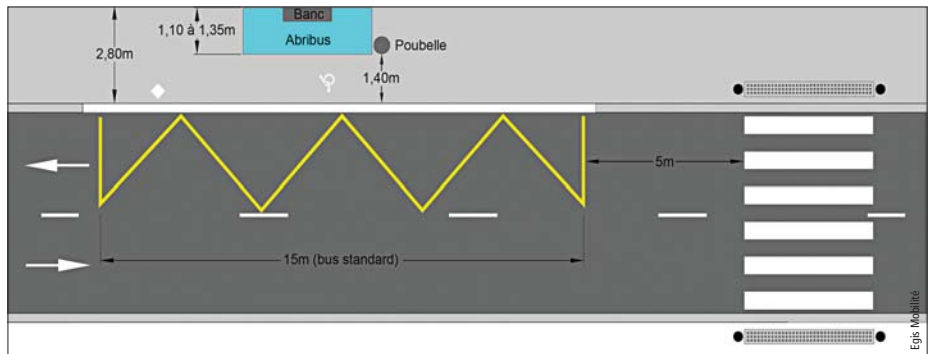 Banc
1,10 à 1,35m
Abribus
Poubelle
2,80m
1,40m
5m
15m (bus standard)
Egis Mobilité